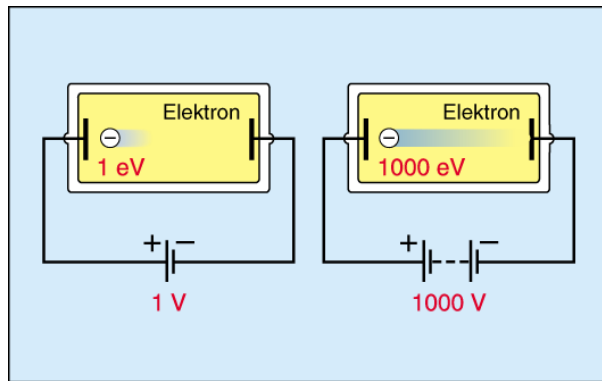 Elektron
−
1 eV
+ −
1 V
Elektron
−
1000 eV
+ −
1000 V